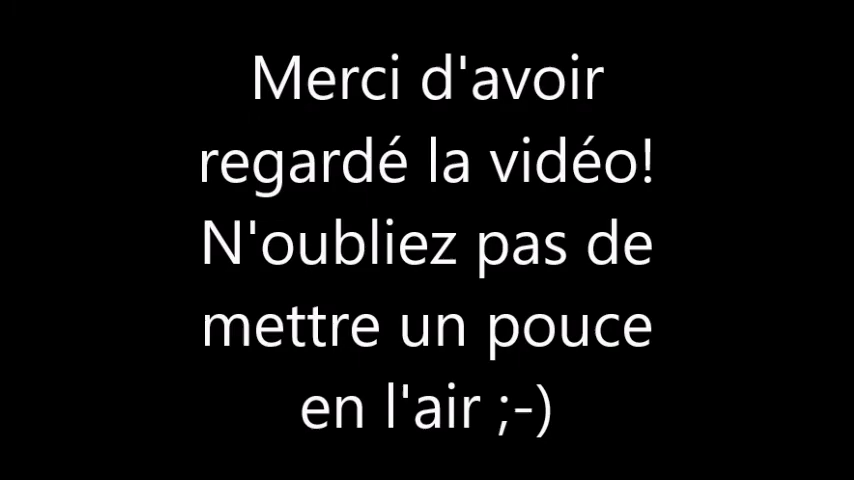 Merci d'avoir
regardé la vidéo!
N'oubliez pas de
mettre un pouce
en l'air ;-)